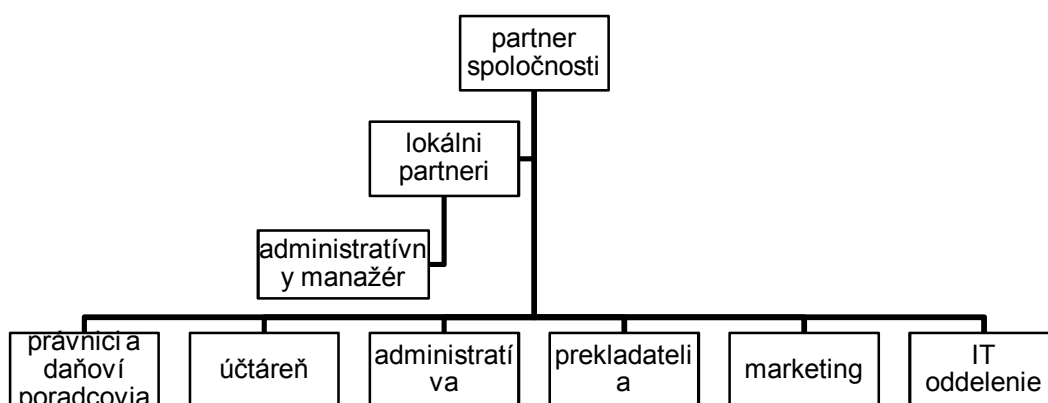 partner
spoločnosti
lokálni
partneri
administratívn
y manažér
právnici a
daňoví
poradcovia
účtáreň
administratí
va
prekladateli
a
marketing
IT
oddelenie